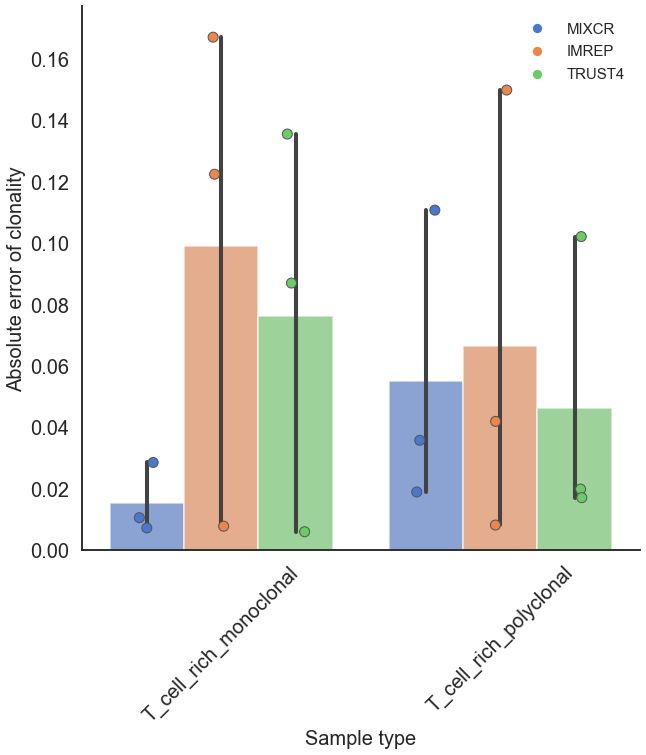 MIXCR
IMREP
TRUST4
0.16
0.14
0.12
0.10
0.08
0.06
0.04
0.02
0.00
Absolute error of clonality
T_cell_rich_monoclonal
T_cell_rich_polyclonal
Sample type